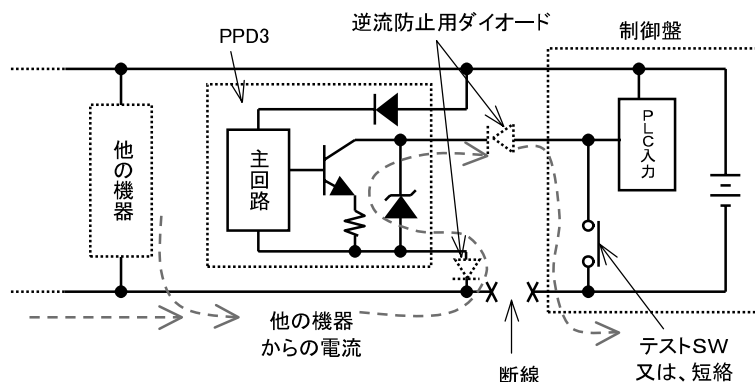 逆流防止用ダイオード
PPD3
制御盤
他の機器
主回路
PLC入力
他の機器
からの電流
断線
テストSW
又は、短絡